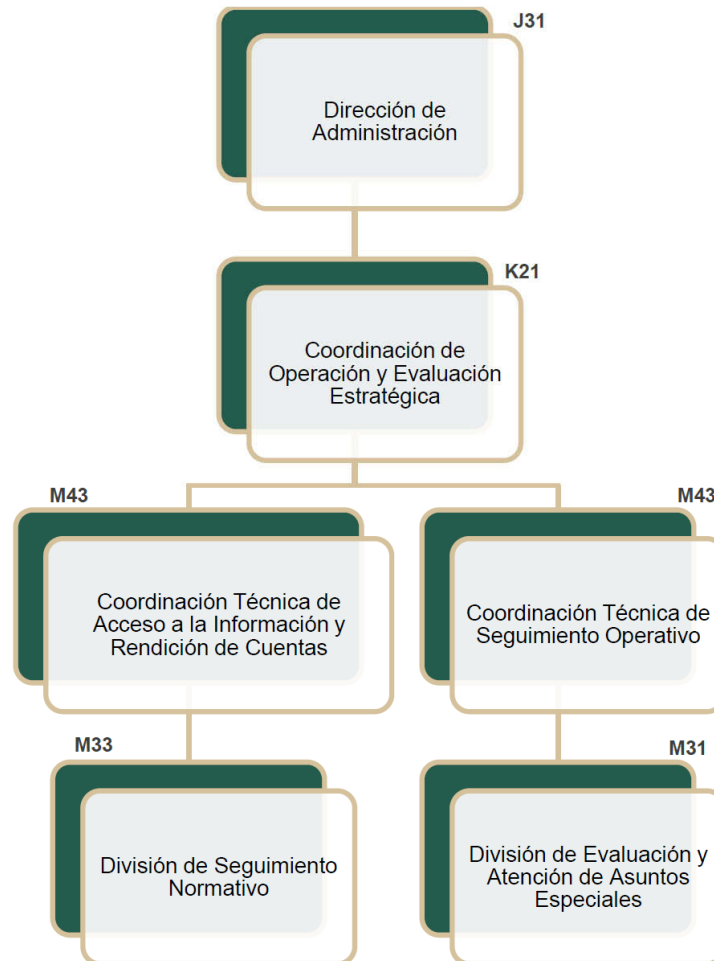 J31
Dirección de
Administración
K21
Coordinación de
Operación y Evaluación
Estratégica
M43
M43
Coordinación Técnica de
Acceso a la Información y
Rendición de Cuentas
Coordinación Técnica de
Seguimiento Operativo
M33
M31
División de Seguimiento
Normativo
División de Evaluación y
Atención de Asuntos
Especiales